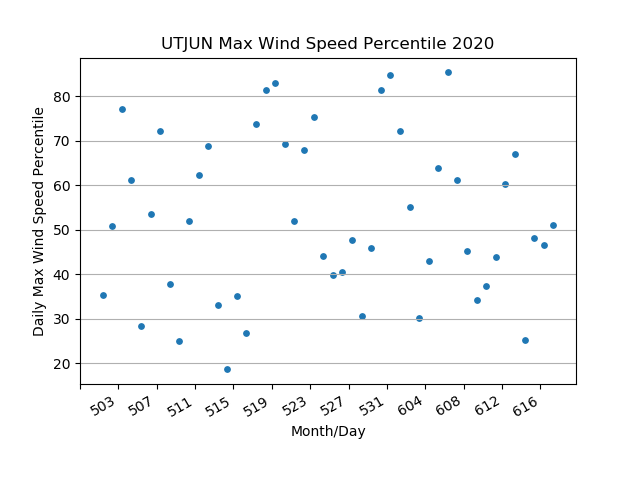 UTJUN Max Wind Speed Percentile 2020
Daily Max Wind Speed Percentile
80
70
60
50
40
30
20
503 507 511 515 519 523 527 531 604 608 612 616
Month/Day